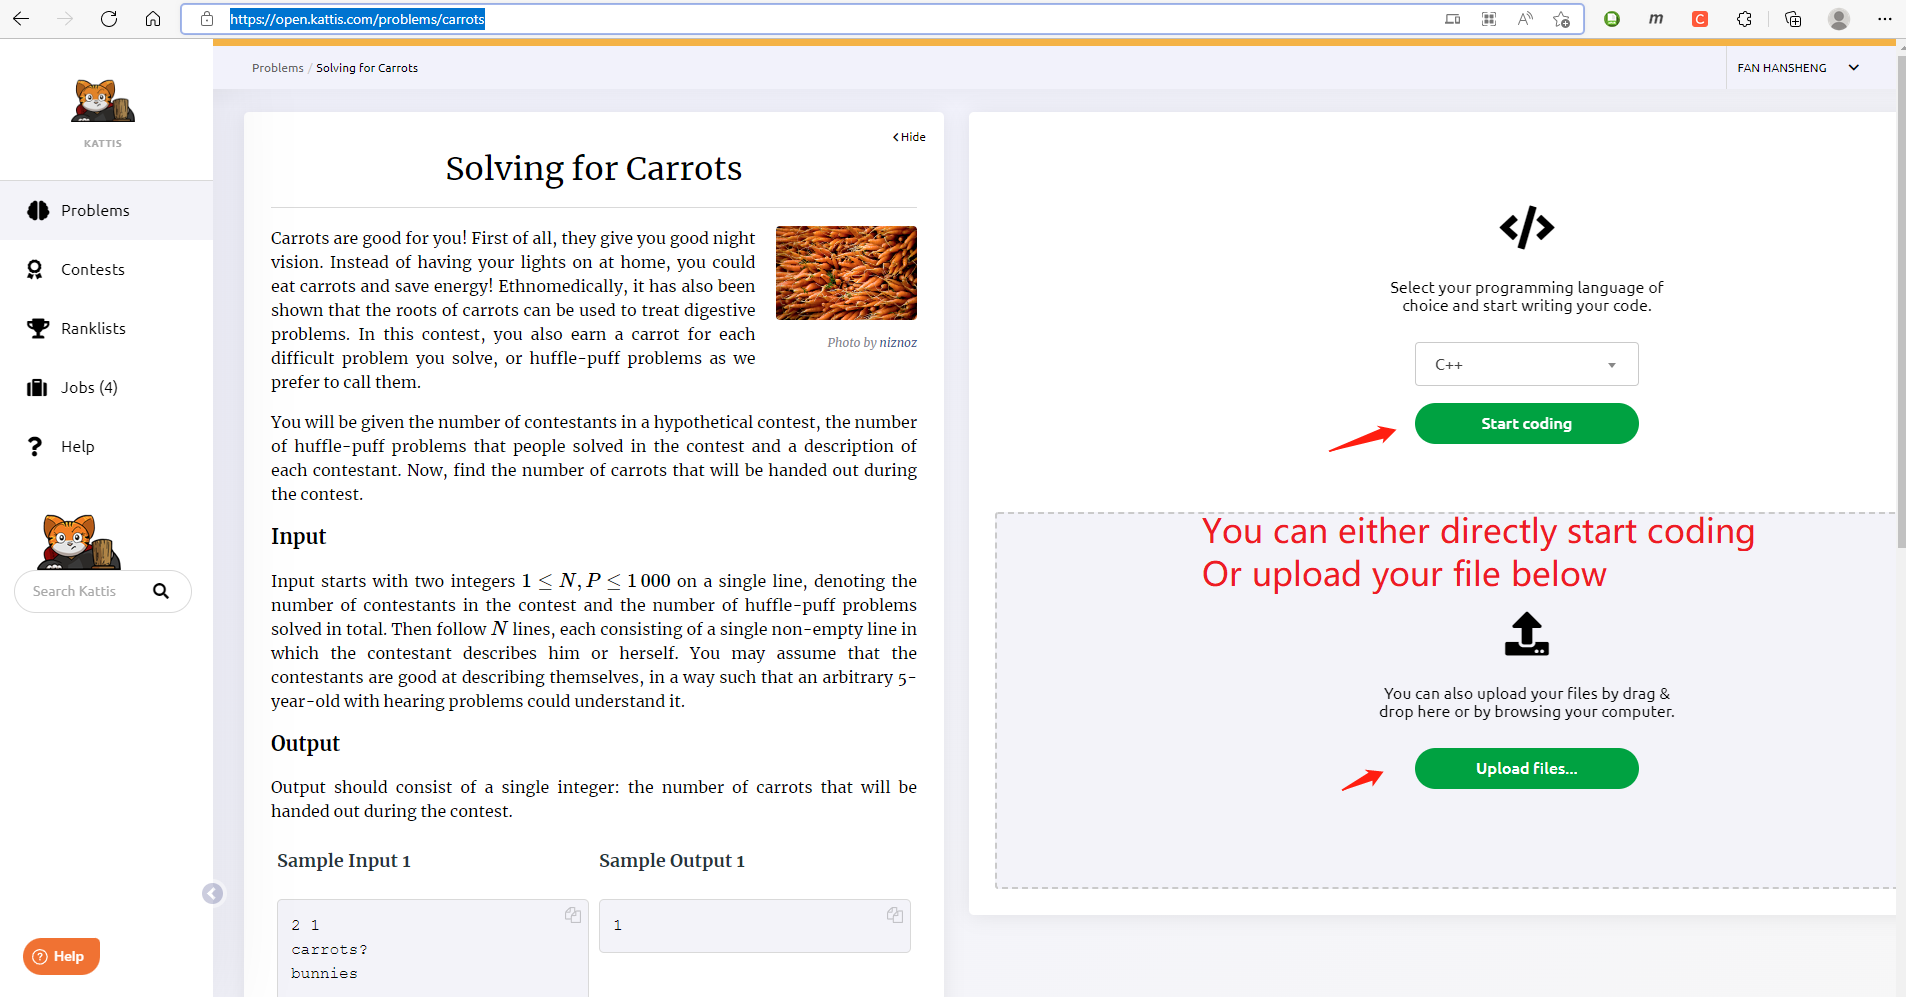 https://open.kattis.com/problems/carrots
KATTIS
Problems
Contests
Ranklists
Jobs (4)
Help
Search Kattis
Help
Problems / Solving for Carrots
FAN HANSHENG
Hide
Solving for Carrots
Carrots are good for you! First of all, they give you good night
vision. Instead of having your lights on at home, you could
eat carrots and save energy! Ethnomedically, it has also been
shown that the roots of carrots can be used to treat digestive
problems. In this contest, you also earn a carrot for each
difficult problem you solve, or huffle-puff problems as we
prefer to call them.
Photo by niznoz
You will be given the number of contestants in a hypothetical contest, the number
of huffle-puff problems that people solved in the contest and a description of
each contestant. Now, find the number of carrots that will be handed out during
the contest.
Input
Input starts with two integers 1 ≤ N, P ≤ 1 000 on a single line, denoting the
number of contestants in the contest and the number of huffle-puff problems
solved in total. Then follow N lines, each consisting of a single non-empty line in
which the contestant describes him or herself. You may assume that the
contestants are good at describing themselves, in a way such that an arbitrary 5-
year-old with hearing problems could understand it.
Output
Output should consist of a single integer: the number of carrots that will be
handed out during the contest.
Sample Input 1
Sample Output 1
2 1
carrots?
bunnies
1
</>
Select your programming language of
choice and start writing your code.
C++
Start coding
You can either directly start coding
Or upload your file below
You can also upload your files by drag &
drop here or by browsing your computer.
Upload files...